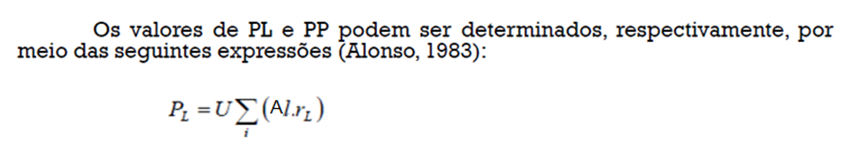 Os valores de PL e PP podem ser determinados, respectivamente, por
meio das seguintes expressões (Alonso, 1983):
P_L = U∑_i(Al.r_L)